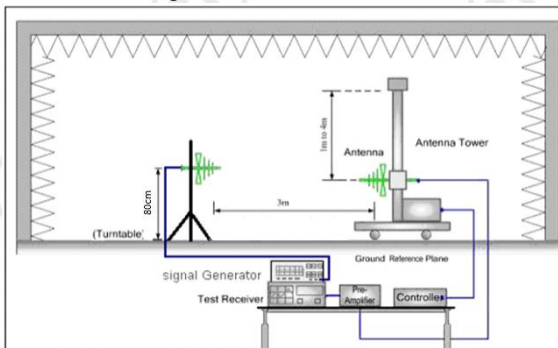 1m to 4m
Antenna Tower
Antenna
80cm
3m
(Turntable)
Ground Reference Plane
signal Generator
Test Receiver
Pre-
Amplifier
Controller